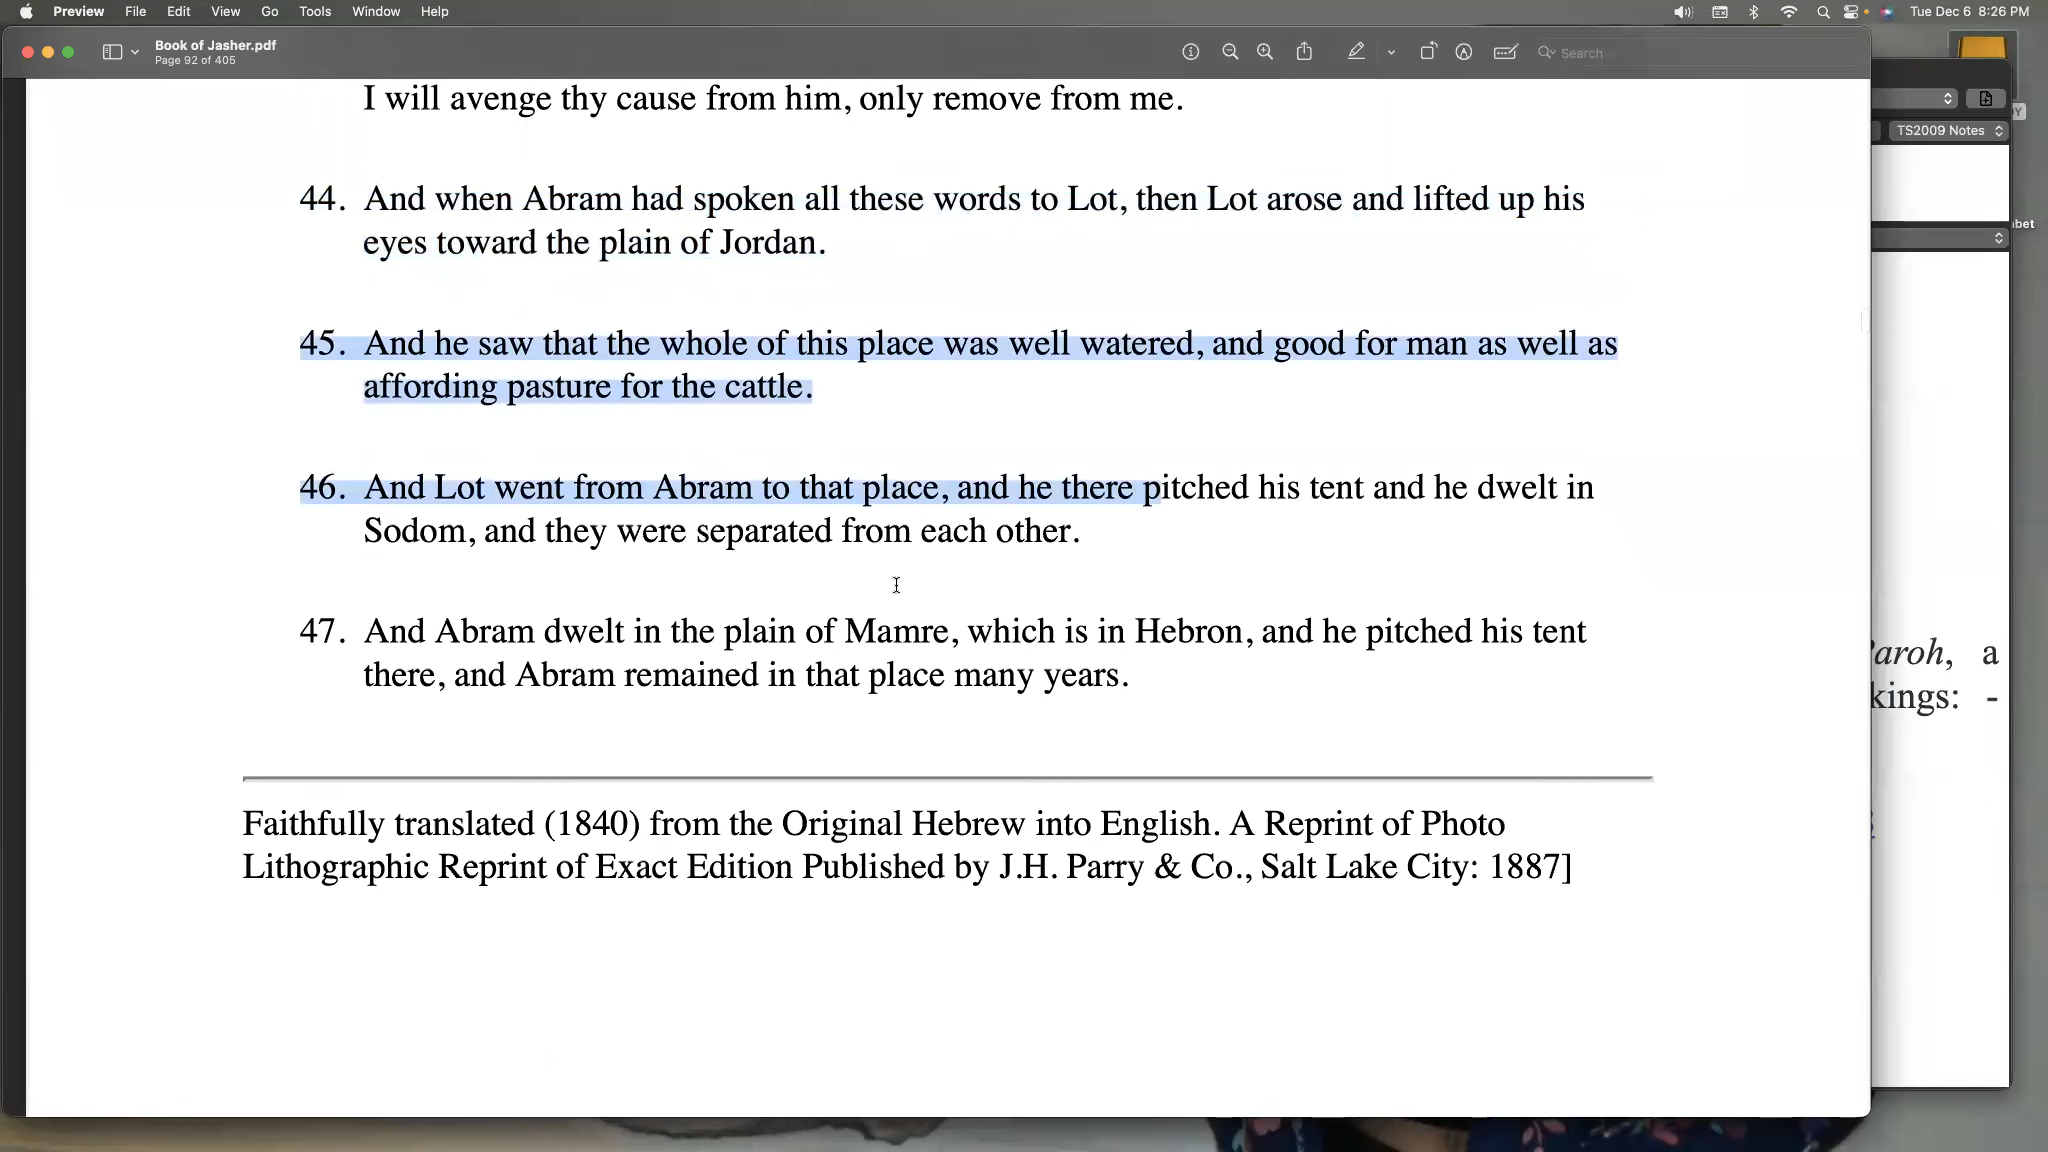 Preview File Edit View Go Tools Window Help
Tue Dec 6 8:26 PM
Book of Jasher.pdf
Page 92 of 405
Search
TS2009 Notes
I will avenge thy cause from him, only remove from me.
44. And when Abram had spoken all these words to Lot, then Lot arose and lifted up his
eyes toward the plain of Jordan.
45. And he saw that the whole of this place was well watered, and good for man as well as
affording pasture for the cattle.
46. And Lot went from Abram to that place, and he there pitched his tent and he dwelt in
Sodom, and they were separated from each other.
47. And Abram dwelt in the plain of Mamre, which is in Hebron, and he pitched his tent
there, and Abram remained in that place many years.
aroh, a
kings: -
Faithfully translated (1840) from the Original Hebrew into English. A Reprint of Photo
Lithographic Reprint of Exact Edition Published by J.H. Parry & Co., Salt Lake City: 1887]